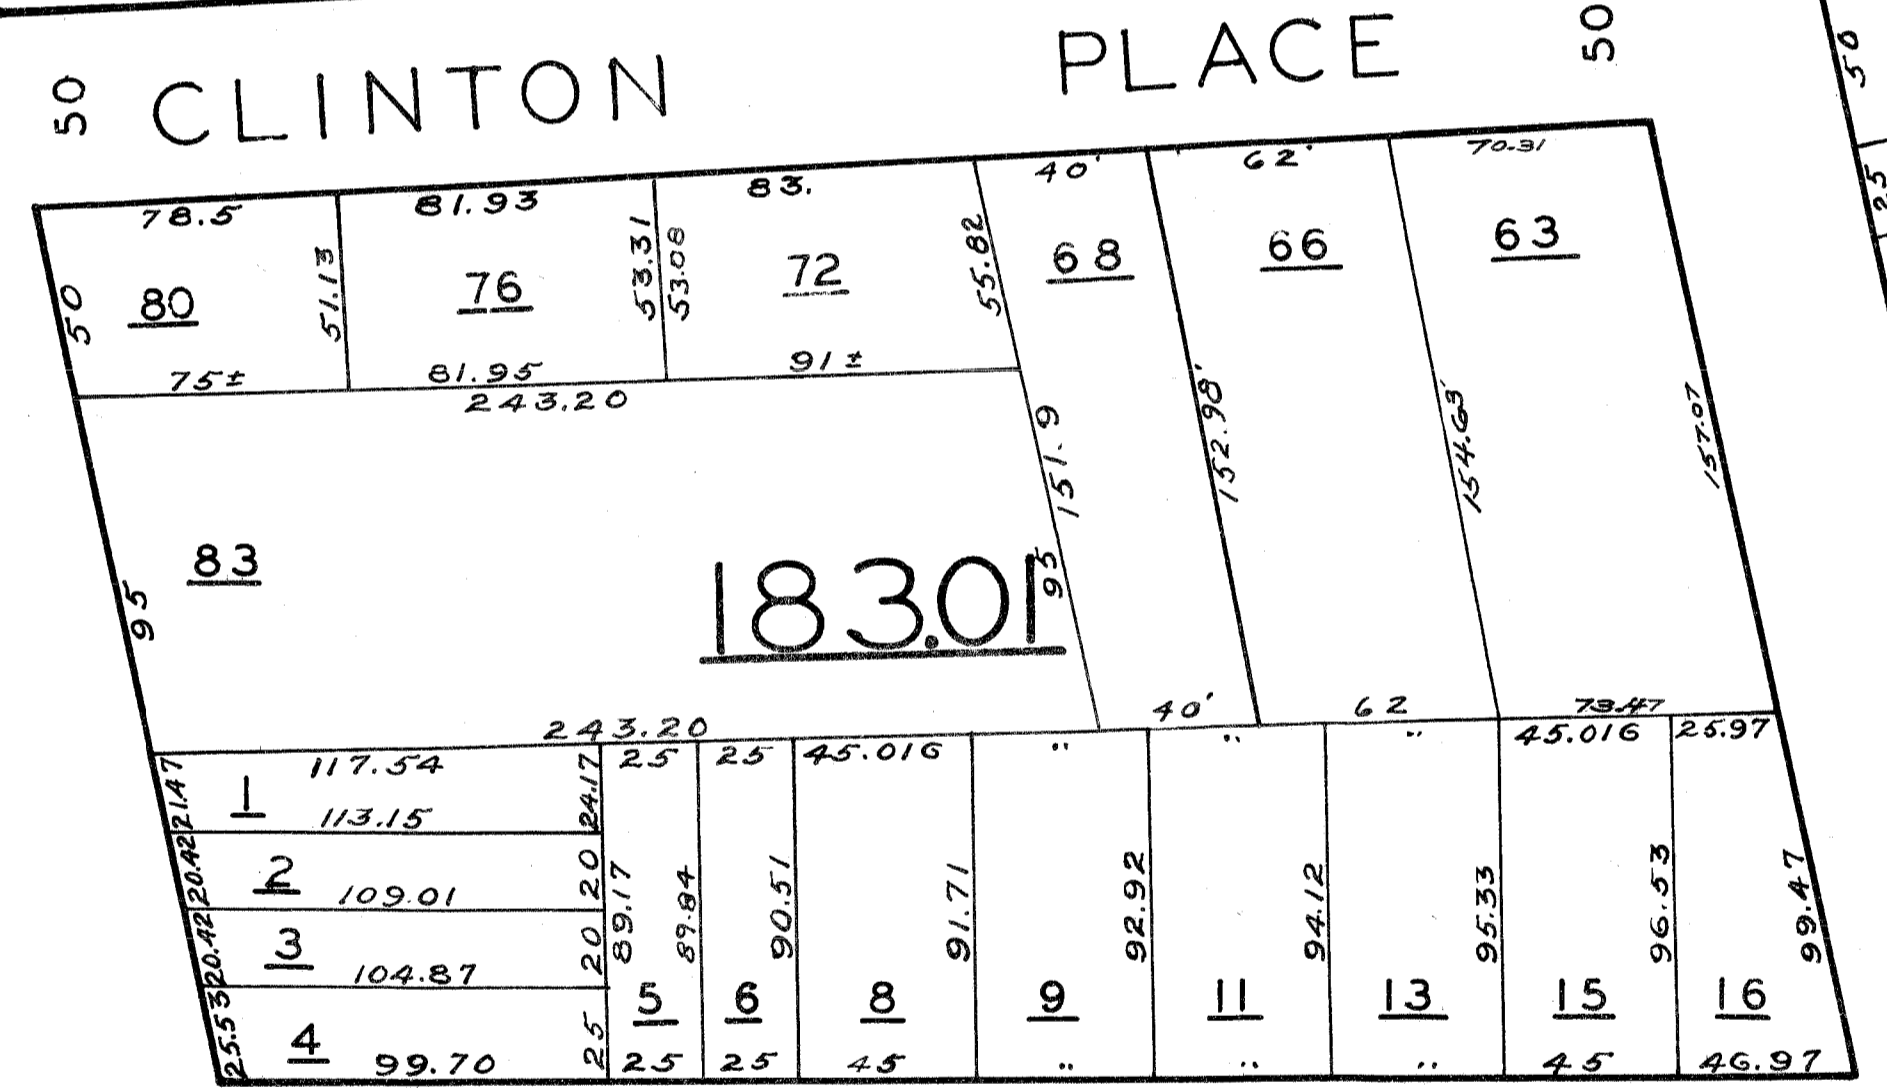 50 CLINTON PLACE 50 50
25
78.5 81.93 83. 40' 62' 70.31
50 80 51.13 76 53.31 53.08 72 55.82 68 66 63
75± 81.95 91±
243.20
151.9 152.98' 154.63' 157.07
95 83 183.01 95
243.20 40' 62 73.47
21.47 1 117.54 24.17 25 25 45.016 " " " 45.016 25.97
113.15
20.42 2 109.01 20
20.42 3 104.87 20
89.17 89.84 90.51 91.71 92.92 94.12 95.33 96.53 99.47
5 6 8 9 11 13 15 16
25.53 4 99.70 25 25 25 45 " " " 45 46.97